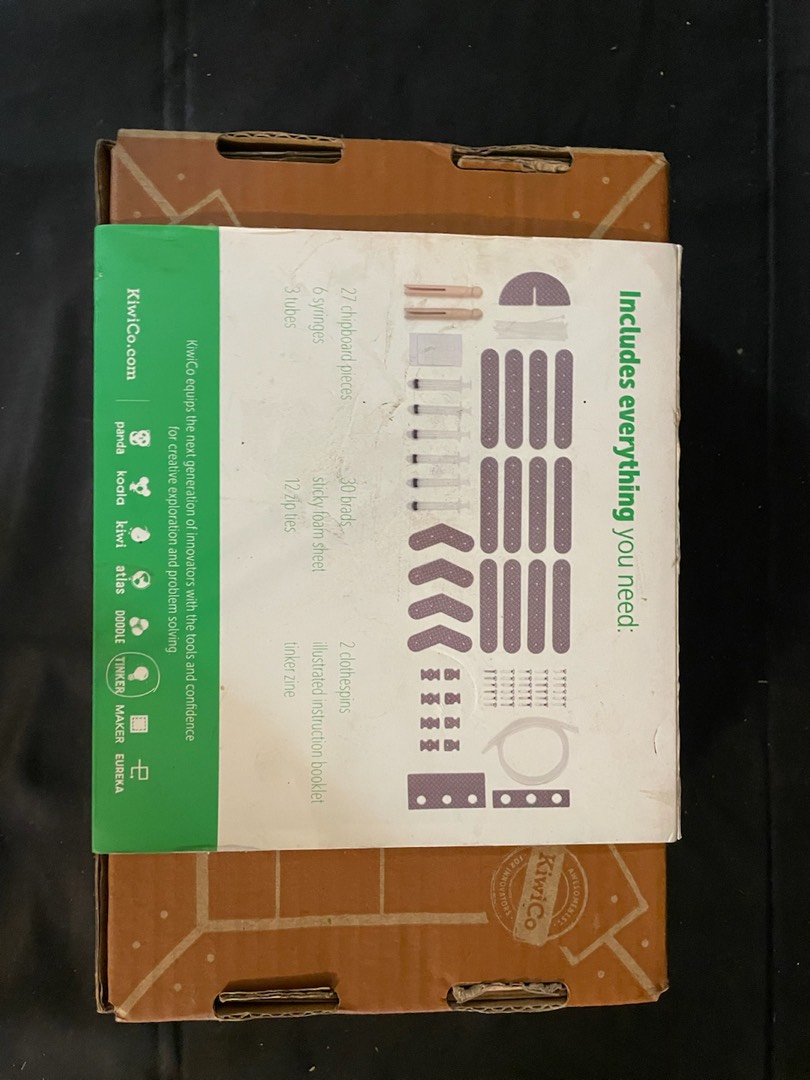 Includes everything you need:
27 chipboard pieces
6 syringes
3 tubes
30 brads
sticky foam sheet
12 zip ties
2 clothespins
illustrated instruction booklet
tinker zine
KiwiCo equips the next generation of innovators with the tools and confidence
for creative exploration and problem solving
KiwiCo.com
panda koala kiwi atlas DOODLE TINKER MAKER EUREKA
KiwiCo
FOR INNOVATORS